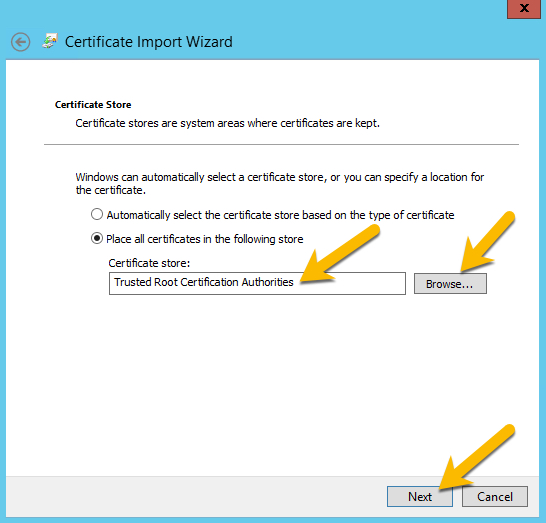 x
Certificate Import Wizard
Certificate Store
Certificate stores are system areas where certificates are kept.
Windows can automatically select a certificate store, or you can specify a location for
the certificate.
Automatically select the certificate store based on the type of certificate
Place all certificates in the following store
Certificate store:
Trusted Root Certification Authorities
Browse...
Next
Cancel